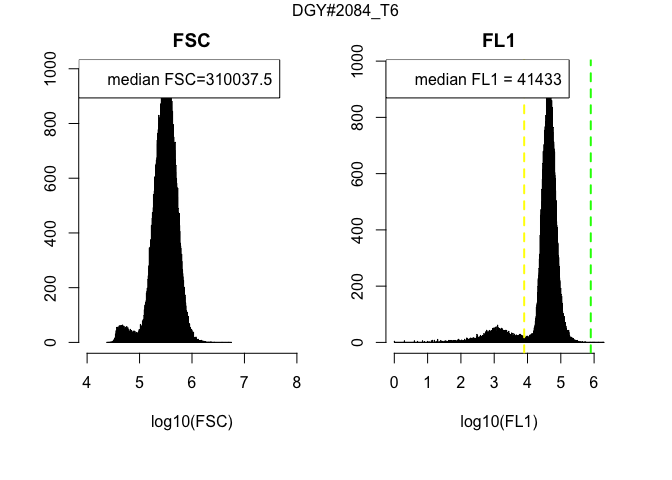 DGY#2084_T6
FSC
median FSC=310037.5
0 200 400 600 800 1000
4 5 6 7 8
log10(FSC)
FL1
median FL1 = 41433
0 200 400 600 800 1000
0 1 2 3 4 5 6
log10(FL1)